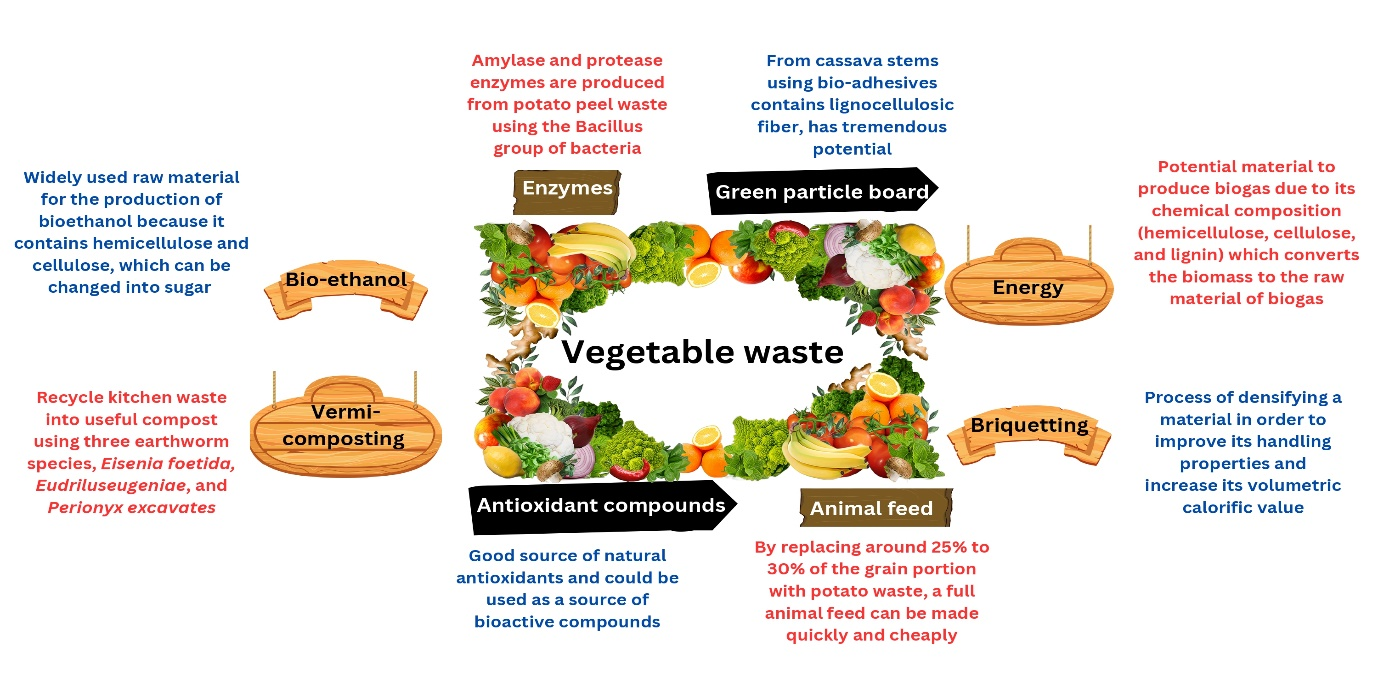 Amylase and protease
enzymes are produced
from potato peel waste
using the Bacillus
group of bacteria
Enzymes
From cassava stems
using bio-adhesives
contains lignocellulosic
fiber, has tremendous
potential
Green particle board
Widely used raw material
for the production of
bioethanol because it
contains hemicellulose and
cellulose, which can be
changed into sugar
Bio-ethanol
Potential material to
produce biogas due to its
chemical composition
(hemicellulose, cellulose,
and lignin) which converts
the biomass to the raw
material of biogas
Energy
Vegetable waste
Recycle kitchen waste
into useful compost
using three earthworm
species, Eisenia foetida,
Eudriluseugeniae, and
Perionyx excavates
Vermi-
composting
Process of densifying a
material in order to
improve its handling
properties and
increase its volumetric
calorific value
Briquetting
Antioxidant compounds
Good source of natural
antioxidants and could be
used as a source of
bioactive compounds
Animal feed
By replacing around 25% to
30% of the grain portion
with potato waste, a full
animal feed can be made
quickly and cheaply